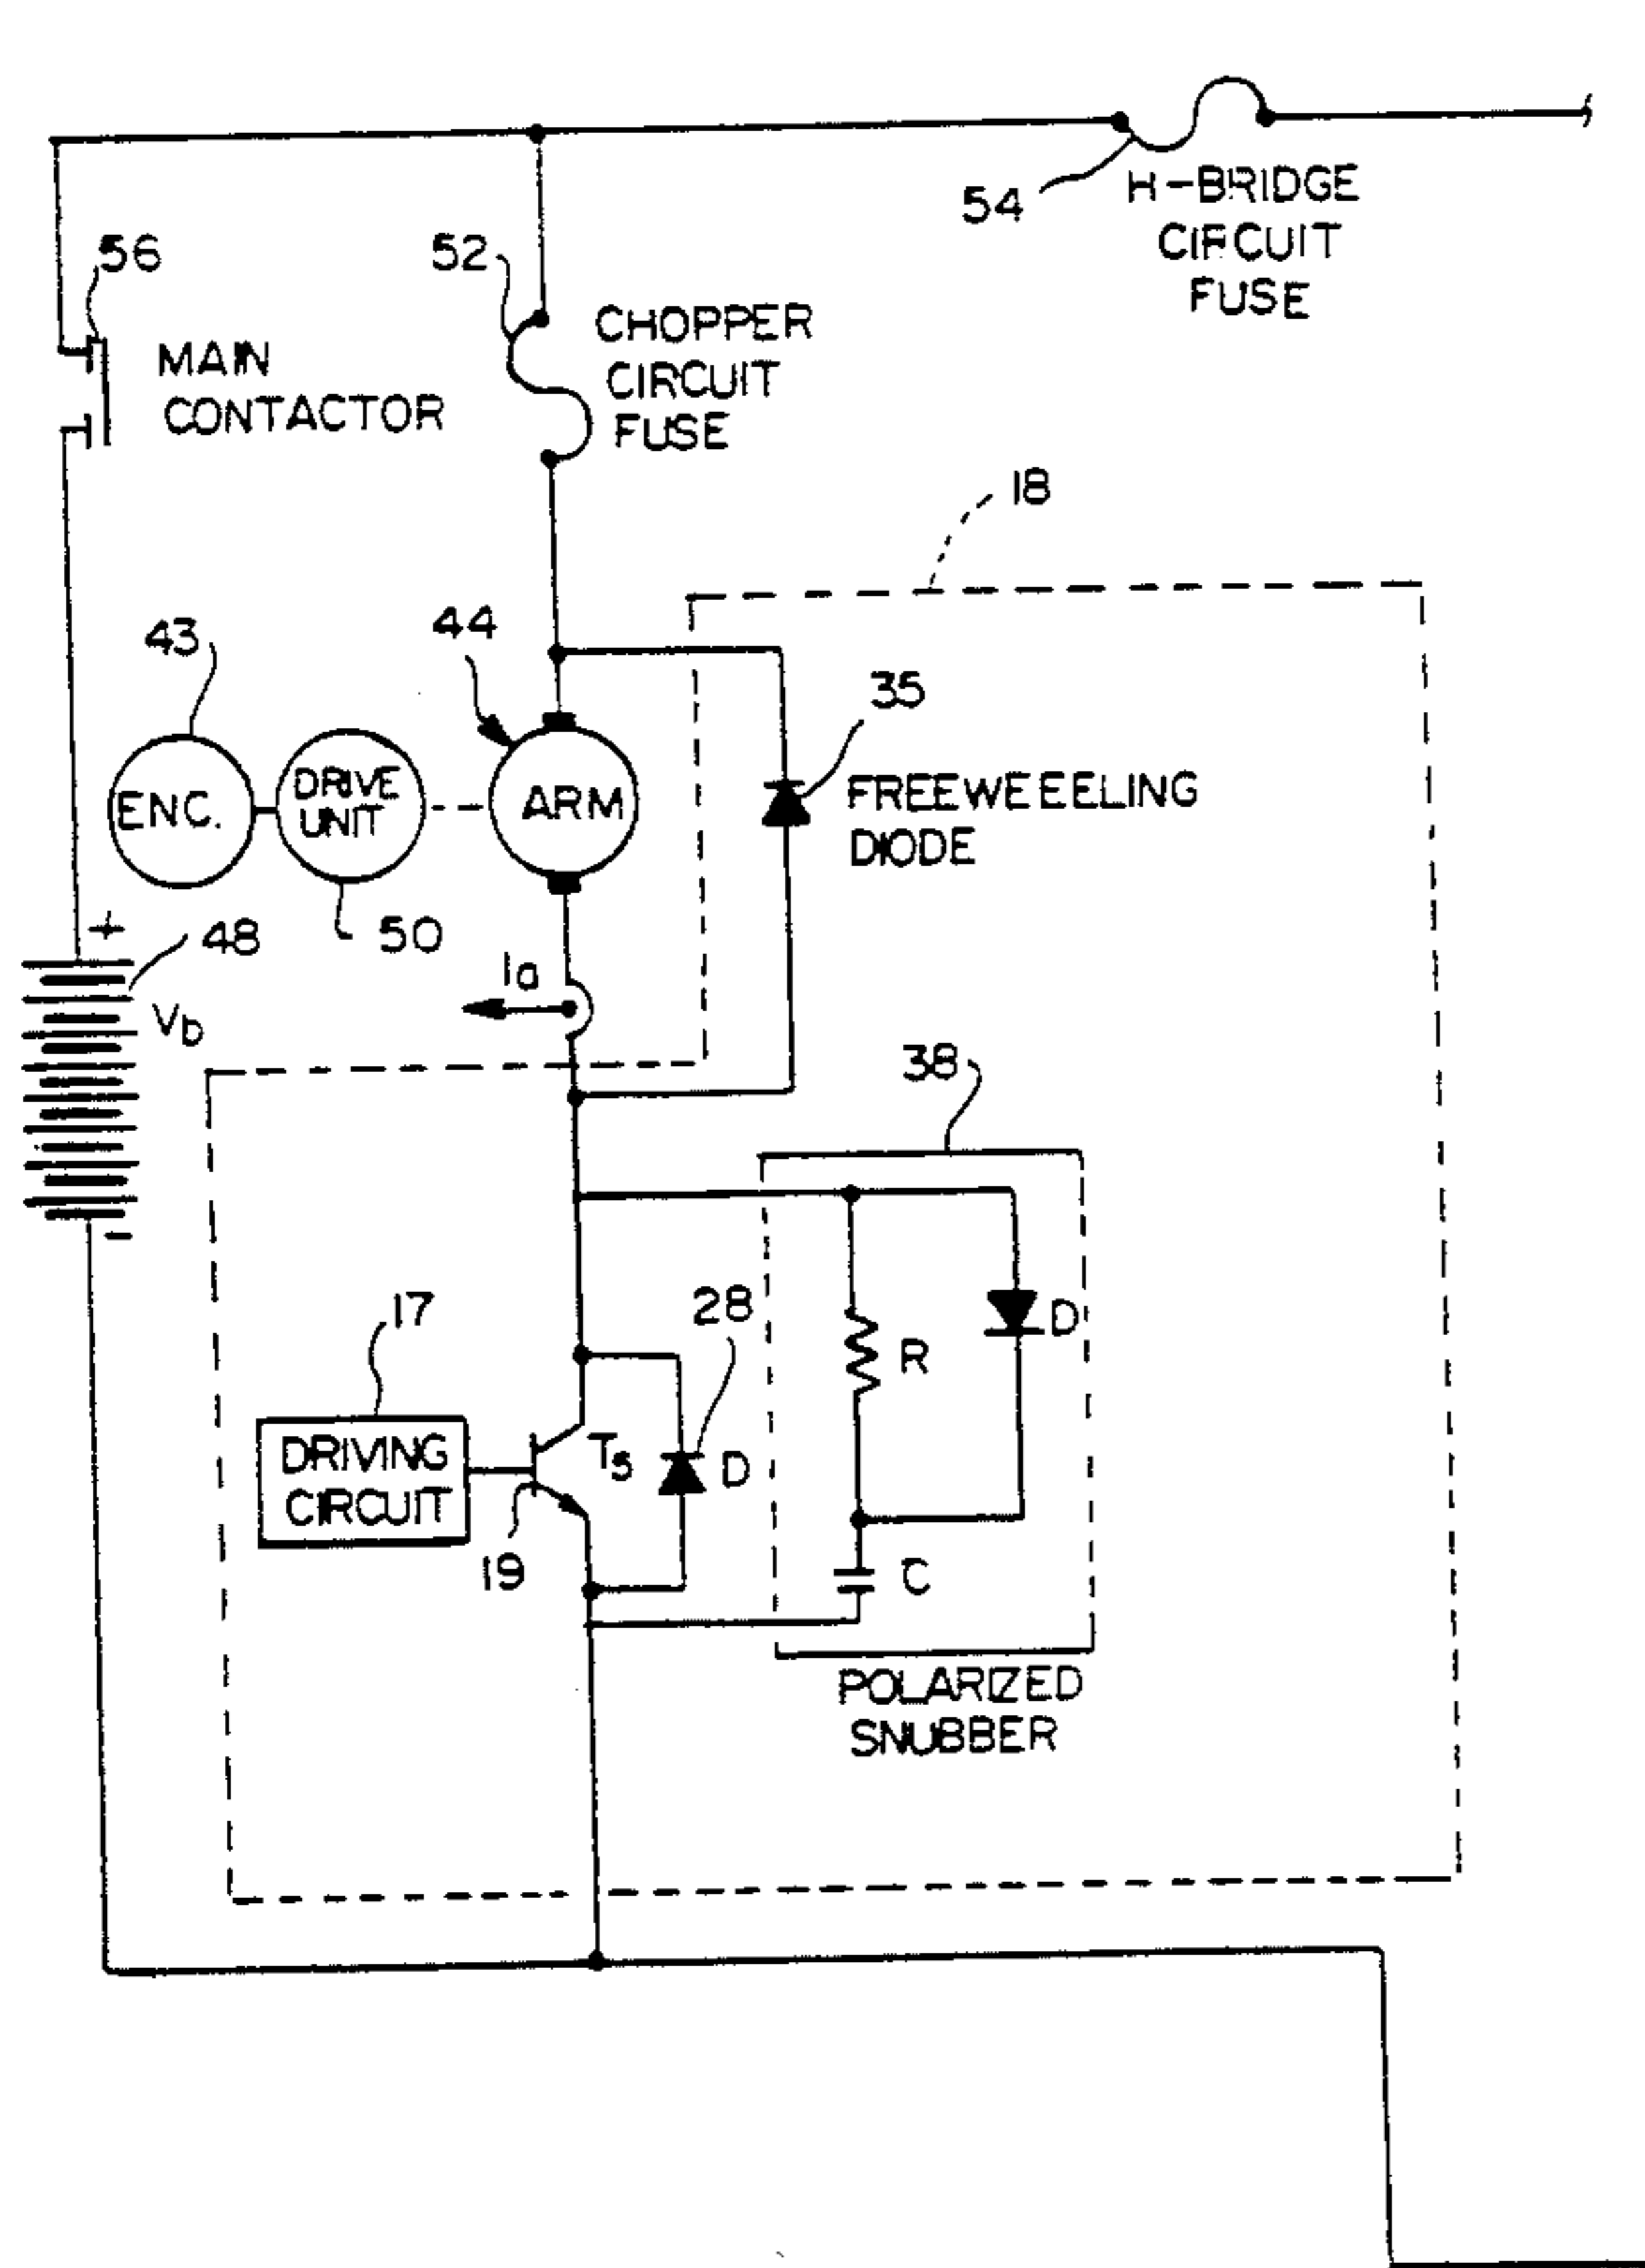 54
H-BRIDGE
CIRCUIT
FUSE
56
MAIN
CONTACTOR
52
CHOPPER
CIRCUIT
FUSE
18
43
44
35
ENC.
DRIVE
UNIT
ARM
FREEWEEELING
DIODE
50
+
48
Vb
Ia
38
-
17
28
R
D
DRIVING
CIRCUIT
T5
D
19
C
POLARIZED
SNUBBER